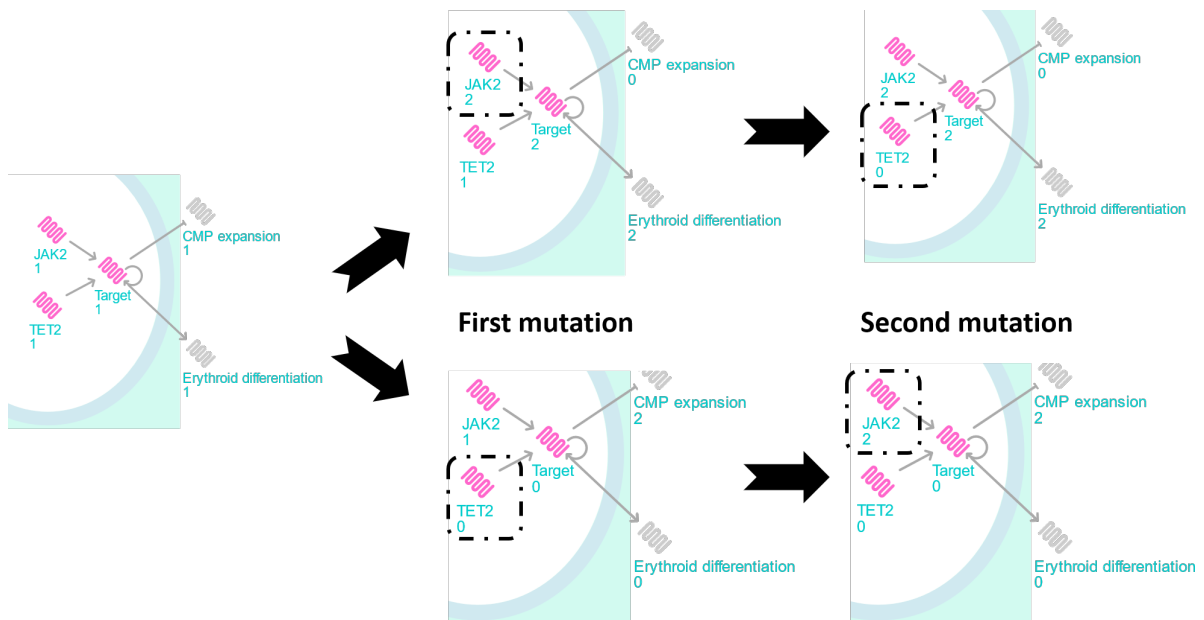 JAK2
1
TET2
1
Target
1
CMP expansion
1
Erythroid differentiation
1
JAK2
2
TET2
1
Target
2
CMP expansion
0
Erythroid differentiation
2
JAK2
2
TET2
0
Target
2
CMP expansion
0
Erythroid differentiation
2
First mutation
Second mutation
JAK2
1
TET2
0
Target
0
CMP expansion
2
Erythroid differentiation
0
JAK2
2
TET2
0
Target
0
CMP expansion
2
Erythroid differentiation
0